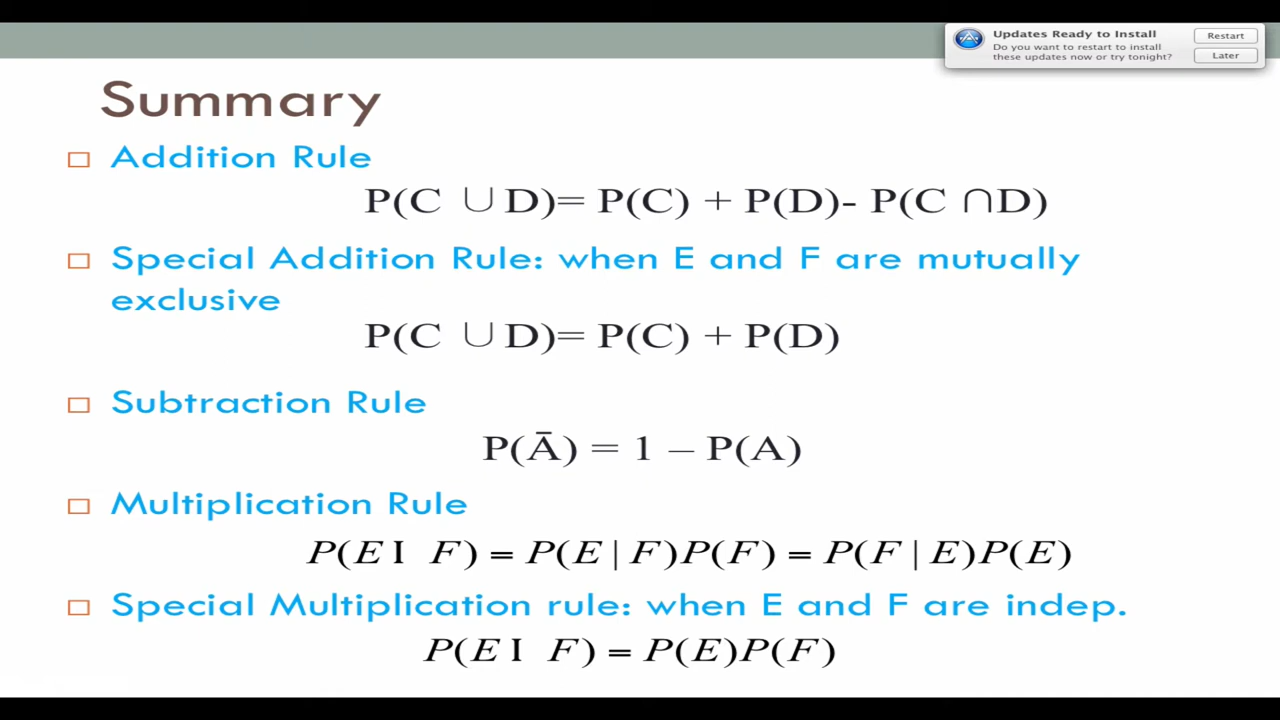 Updates Ready to Install
Do you want to restart to install
these updates now or try tonight?
Restart
Later
Summary
Addition Rule
P(C ∪ D)= P(C) + P(D)- P(C ∩D)
Special Addition Rule: when E and F are mutually
exclusive
P(C ∪ D)= P(C) + P(D)
Subtraction Rule
P(Ā) = 1 – P(A)
Multiplication Rule
P(E I F) = P(E | F)P(F) = P(F | E)P(E)
Special Multiplication rule: when E and F are indep.
P(E I F) = P(E)P(F)